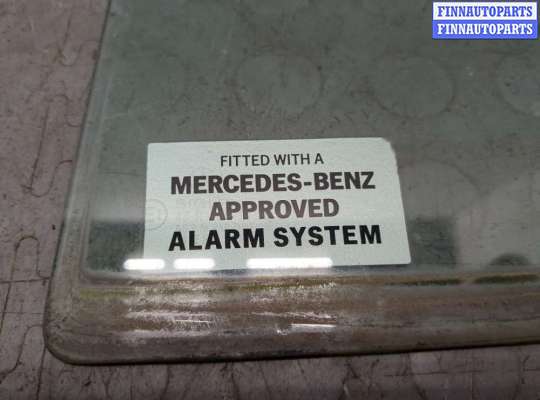 FINNAUTOPARTS
FINNAUTOPARTS
FITTED WITH A
MERCEDES-BENZ
APPROVED
ALARM SYSTEM